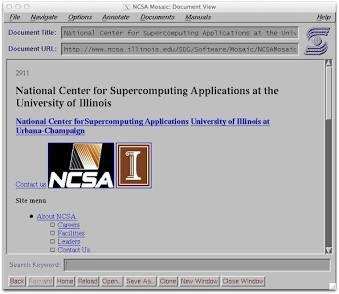 NCSA Mosaic: Document View
File Navigate Options Annotate Documents Manuals Help
Document Title: National Center for Supercomputing Applications at the Univ
Document URL: http://www.ncsa.illinois.edu/SDG/Software/Mosaic/NCSAMosaic
2011
National Center for Supercomputing Applications at the
University of Illinois
National Center for Supercomputing Applications University of Illinois at
Urbana-Champaign
Contact us NCSA I
Site menu
About NCSA
Careers
Facilities
Leaders
Contact Us
Search Keyword:
Back Forward Home Reload Open... Save As... Clone New Window Close Window